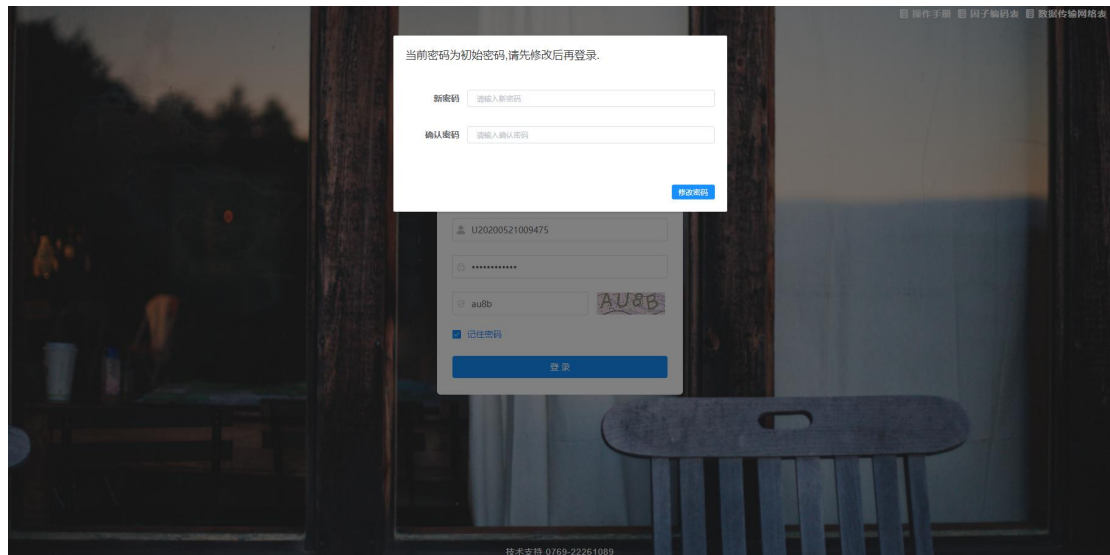 操作手册 因子编码表 数据传输网络表
当前密码为初始密码,请先修改后再登录.
新密码 请输入新密码
确认密码 请输入确认密码
修改密码
U20200521009475
••••••••••••
au8b AU8B
记住密码
登 录
技术支持 0769-22261089